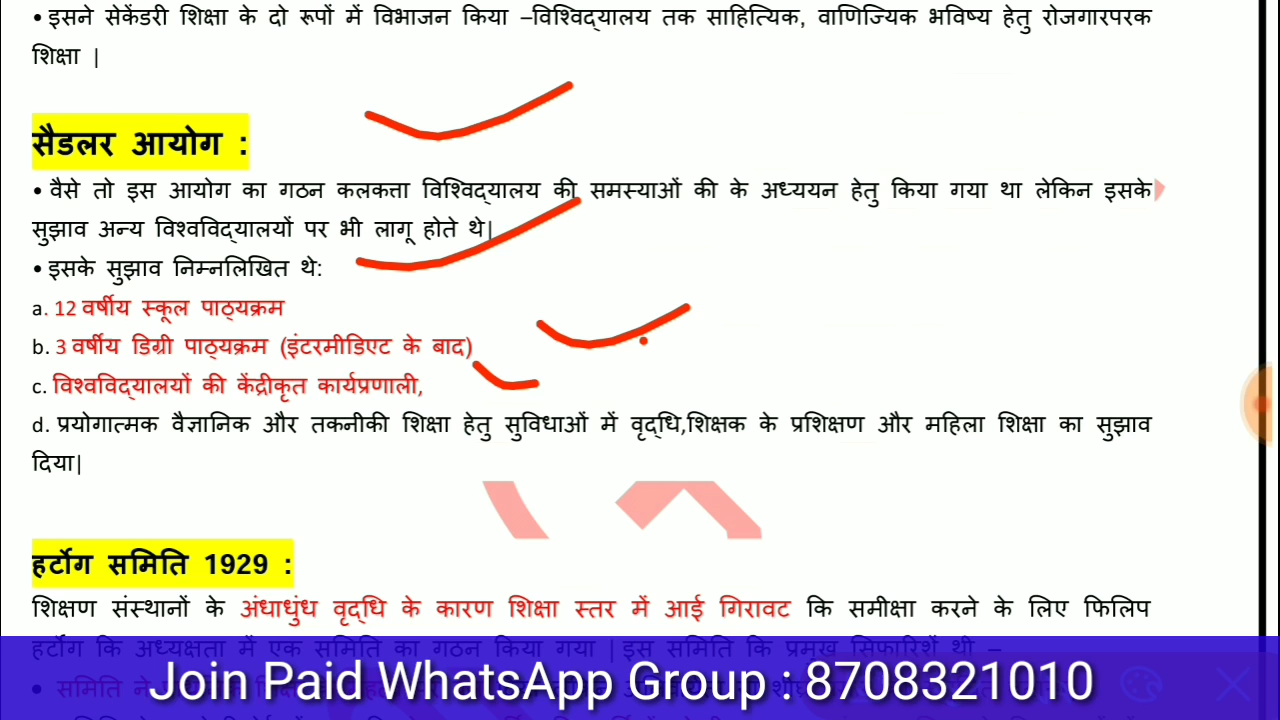 • इसने सेकेंडरी शिक्षा के दो रूपों में विभाजन किया –विश्विद्यालय तक साहित्यिक, वाणिज्यिक भविष्य हेतु रोजगारपरक
शिक्षा |
सैडलर आयोग :
• वैसे तो इस आयोग का गठन कलकत्ता विश्विद्यालय की समस्याओं की के अध्ययन हेतु किया गया था लेकिन इसके
सुझाव अन्य विश्वविद्यालयों पर भी लागू होते थे|
• इसके सुझाव निम्नलिखित थे:
a. 12 वर्षीय स्कूल पाठ्यक्रम
b. 3 वर्षीय डिग्री पाठ्यक्रम (इंटरमीडिएट के बाद)
c. विश्वविद्यालयों की केंद्रीकृत कार्यप्रणाली,
d. प्रयोगात्मक वैज्ञानिक और तकनीकी शिक्षा हेतु सुविधाओं में वृद्धि,शिक्षक के प्रशिक्षण और महिला शिक्षा का सुझाव
दिया|
हर्टोग समिति 1929 :
शिक्षण संस्थानों के अंधाधुंध वृद्धि के कारण शिक्षा स्तर में आई गिरावट कि समीक्षा करने के लिए फिलिप
हर्टोग कि अध्यक्षता में एक समिति का गठन किया गया | इस समिति कि प्रमुख सिफारिशें थी –
• समिति ने
Join Paid WhatsApp Group : 8708321010